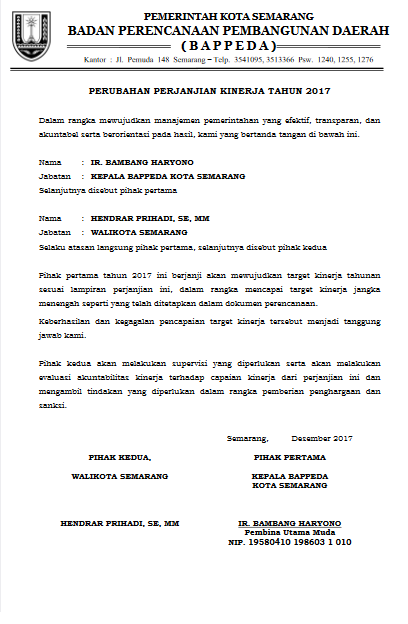 PEMERINTAH KOTA SEMARANG
BADAN PERENCANAAN PEMBANGUNAN DAERAH
( B A P P E D A )
Kantor : Jl. Pemuda 148 Semarang – Telp. 3541095, 3513366 Psw. 1240, 1255, 1276
PERUBAHAN PERJANJIAN KINERJA TAHUN 2017
Dalam rangka mewujudkan manajemen pemerintahan yang efektif, transparan, dan
akuntabel serta berorientasi pada hasil, kami yang bertanda tangan di bawah ini.
Nama : IR. BAMBANG HARYONO
Jabatan : KEPALA BAPPEDA KOTA SEMARANG
Selanjutnya disebut pihak pertama
Nama : HENDRAR PRIHADI, SE, MM
Jabatan : WALIKOTA SEMARANG
Selaku atasan langsung pihak pertama, selanjutnya disebut pihak kedua
Pihak pertama tahun 2017 ini berjanji akan mewujudkan target kinerja tahunan
sesuai lampiran perjanjian ini, dalam rangka mencapai target kinerja jangka
menengah seperti yang telah ditetapkan dalam dokumen perencanaan.
Keberhasilan dan kegagalan pencapaian target kinerja tersebut menjadi tanggung
jawab kami.
Pihak kedua akan melakukan supervisi yang diperlukan serta akan melakukan
evaluasi akuntabilitas kinerja terhadap capaian kinerja dari perjanjian ini dan
mengambil tindakan yang diperlukan dalam rangka pemberian penghargaan dan
sanksi.
Semarang, Desember 2017
PIHAK KEDUA, PIHAK PERTAMA
WALIKOTA SEMARANG KEPALA BAPPEDA
KOTA SEMARANG
HENDRAR PRIHADI, SE, MM IR. BAMBANG HARYONO
Pembina Utama Muda
NIP. 19580410 198603 1 010